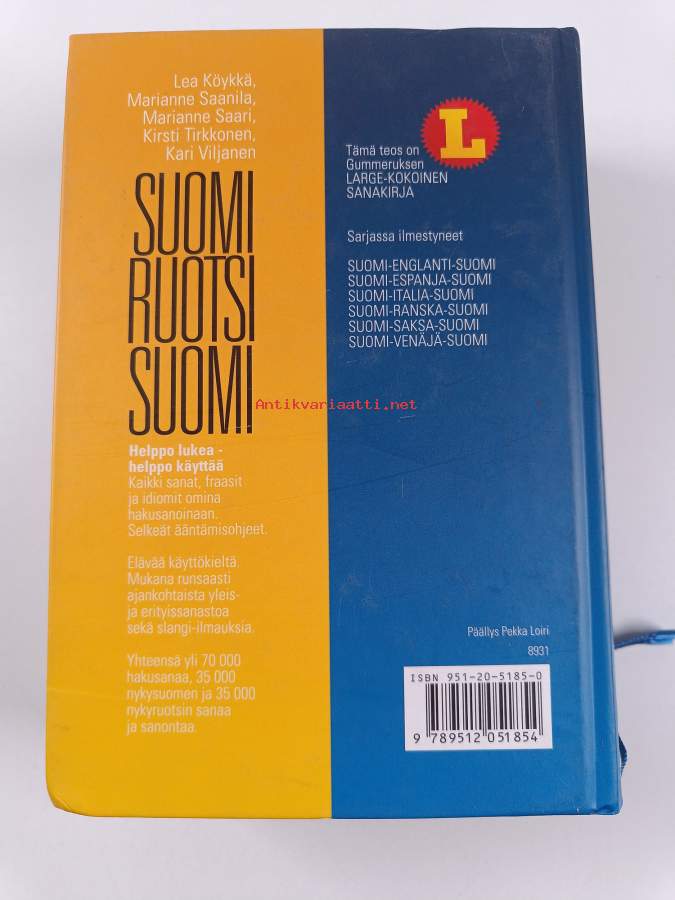 Lea Köykkä,
Marianne Saanila,
Marianne Saari,
Kirsti Tirkkonen,
Kari Viljanen
SUOMI
RUOTSI
SUOMI
Helppo lukea -
helppo käyttää
Kaikki sanat, fraasit
ja idiomit omina
hakusanoinaan.
Selkeät ääntämisohjeet.
Elävää käyttökieltä.
Mukana runsaasti
ajankohtaista yleis-
ja erityissanastoa
sekä slangi-ilmauksia.
Yhteensä yli 70 000
hakusanaa, 35 000
nykysuomen ja 35 000
nykyruotsin sanaa
ja sanontaa.
L
Tämä teos on
Gummeruksen
LARGE-KOKOINEN
SANAKIRJA
Sarjassa ilmestyneet
SUOMI-ENGLANTI-SUOMI
SUOMI-ESPANJA-SUOMI
SUOMI-ITALIA-SUOMI
SUOMI-RANSKA-SUOMI
SUOMI-SAKSA-SUOMI
SUOMI-VENÄJÄ-SUOMI
Antikvariaatti.net
Päällys Pekka Loiri
8931
ISBN 951-20-5185-0
9 789512 051854